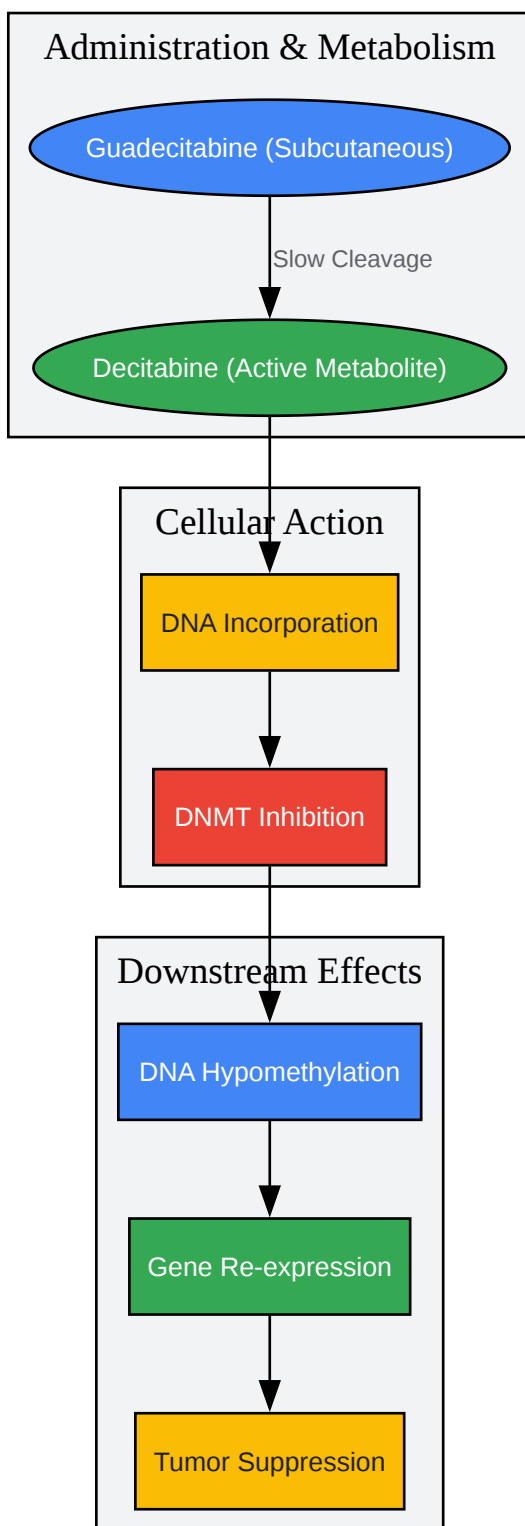 Administration & Metabolism
Guadecitabine (Subcutaneous)
Slow Cleavage
Decitabine (Active Metabolite)
Cellular Action
DNA Incorporation
DNMT Inhibition
Downstream Effects
DNA Hypomethylation
Gene Re-expression
Tumor Suppression